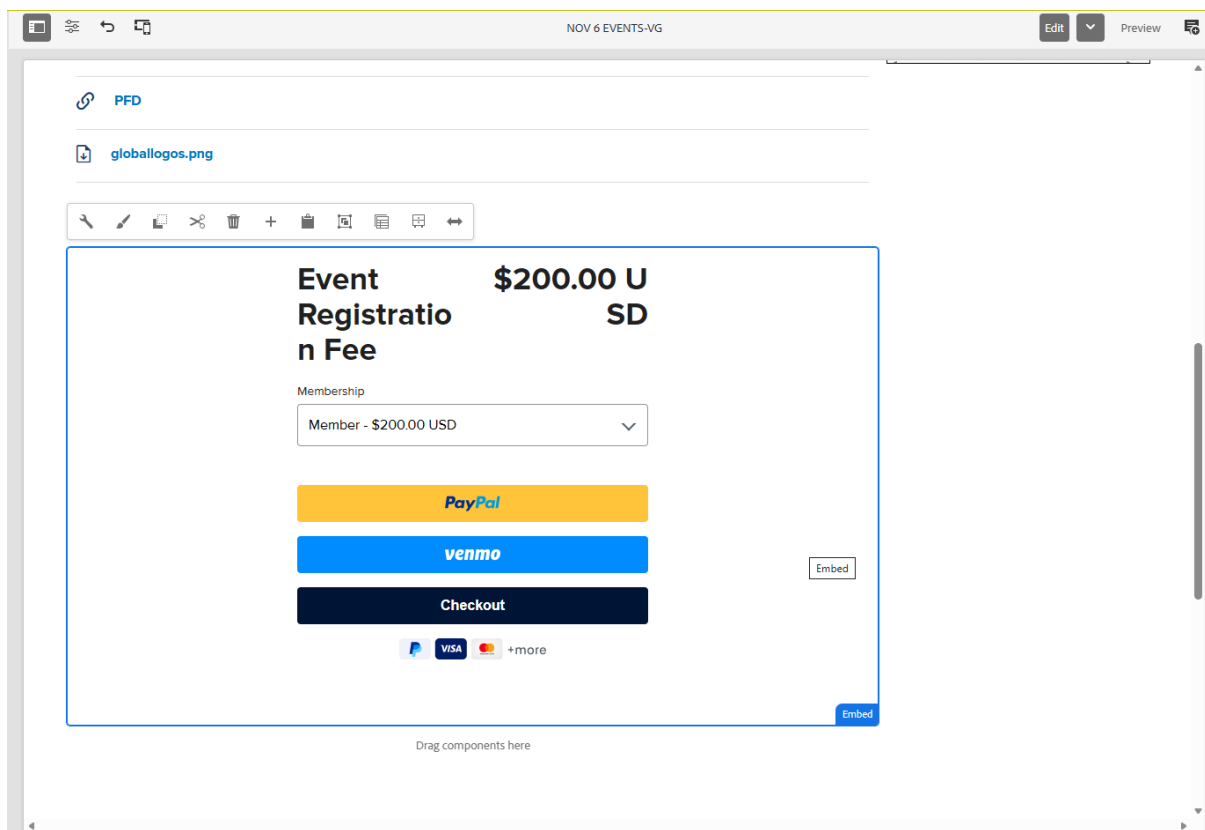 NOV 6 EVENTS-VG
Edit
Preview
PFD
globallogos.png
Event
Registratio
n Fee
$200.00 U
SD
Membership
Member - $200.00 USD
PayPal
venmo
Embed
Checkout
VISA
+more
Embed
Drag components here